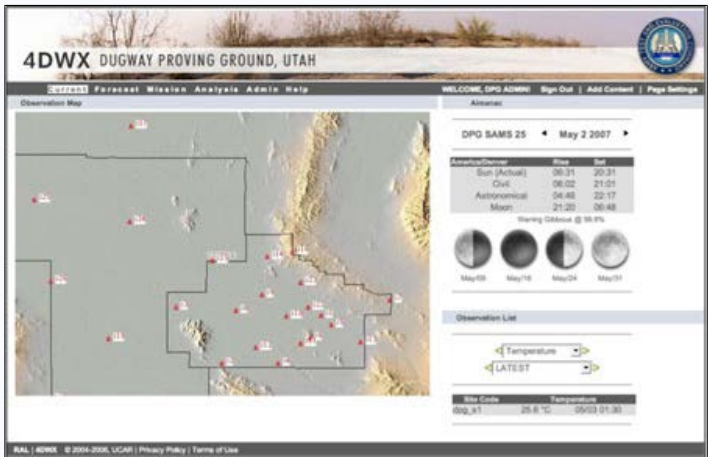 4DWX DUGWAY PROVING GROUND, UTAH
Current Forecast Mission Analysis Admin Help
WELCOME, DPG ADMIN! Sign Out | Add Content | Page Settings
Observation Map
Almanac
DPG SAMS 25 ◄ May 2 2007 ►
America/Denver Rise Set
Sun (Actual) 06:31 20:31
Civil 06:02 21:01
Astronomical 04:46 22:17
Moon 21:20 06:48
Waning Gibbous @ 98.8%
May/09 May/16 May/24 May/31
Observation List
Temperature
LATEST
Site Code Temperature
dpg_x1 25.6 °C 05/03 01:30
RAL | 4DWX © 2004-2006, UCAR | Privacy Policy | Terms of Use